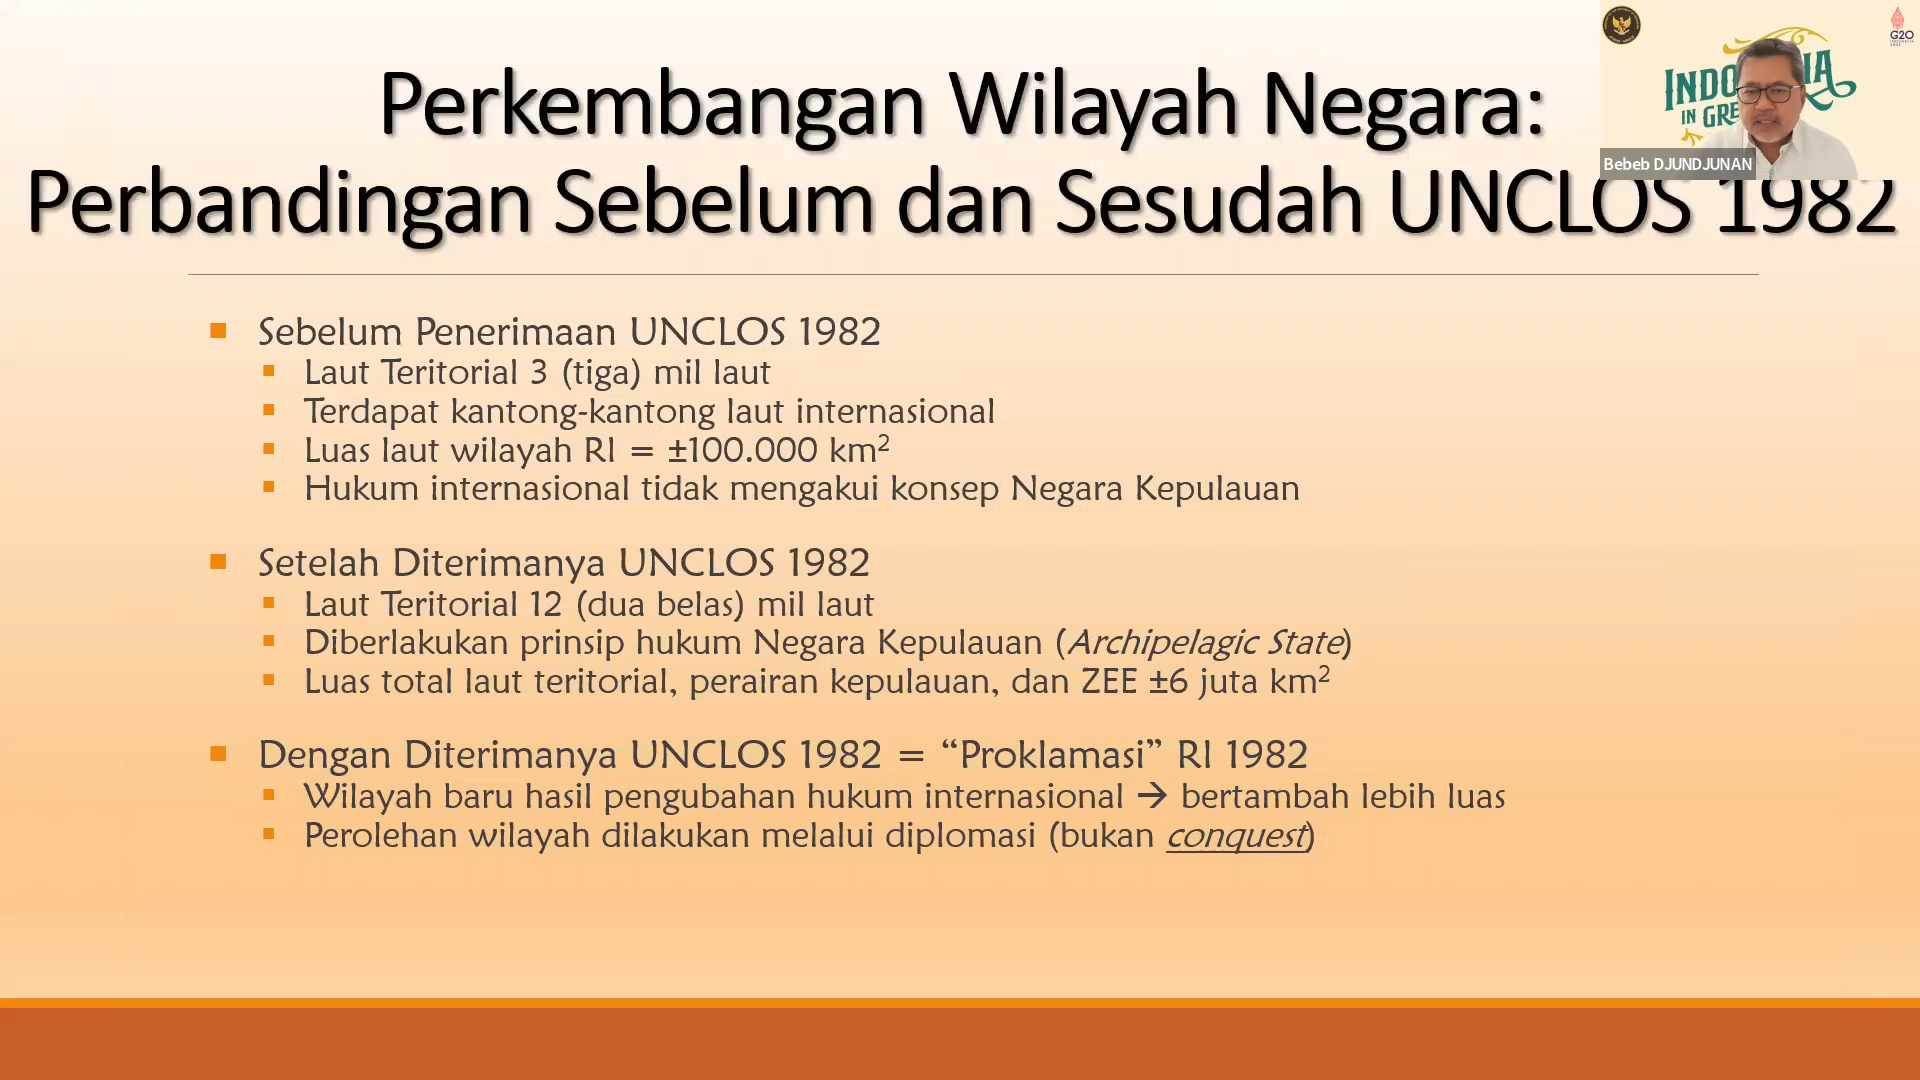 Perkembangan Wilayah Negara:
Perbandingan Sebelum dan Sesudah UNCLOS 1982
INDO IA
IN GRE
G20
Bebeb DJUNDJUNAN
Sebelum Penerimaan UNCLOS 1982
Laut Teritorial 3 (tiga) mil laut
Terdapat kantong-kantong laut internasional
Luas laut wilayah RI = ±100.000 km²
Hukum internasional tidak mengakui konsep Negara Kepulauan
Setelah Diterimanya UNCLOS 1982
Laut Teritorial 12 (dua belas) mil laut
Diberlakukan prinsip hukum Negara Kepulauan (Archipelagic State)
Luas total laut teritorial, perairan kepulauan, dan ZEE ±6 juta km²
Dengan Diterimanya UNCLOS 1982 = “Proklamasi” RI 1982
Wilayah baru hasil pengubahan hukum internasional → bertambah lebih luas
Perolehan wilayah dilakukan melalui diplomasi (bukan conquest)